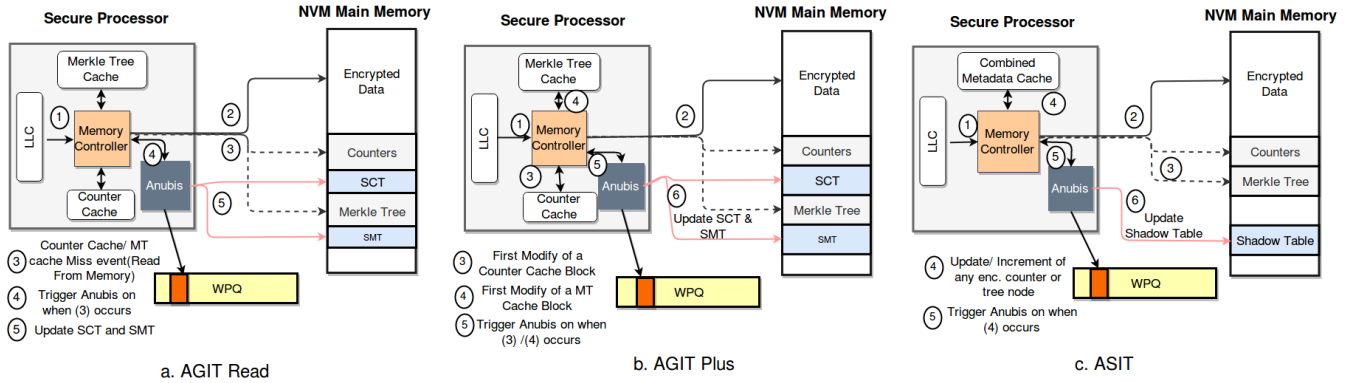 Secure Processor
NVM Main Memory
Merkle Tree
Cache
LLC
1
Memory
Controller
2
3
4
Anubis
Counter
Cache
5
Encrypted
Data
Counters
SCT
Merkle Tree
SMT
WPQ
3 Counter Cache/ MT
cache Miss event(Read
From Memory)
4 Trigger Anubis on
when (3) occurs
5 Update SCT and SMT
a. AGIT Read
Secure Processor
NVM Main Memory
Merkle Tree
Cache
4
LLC
1
Memory
Controller
2
3
5
Anubis
Counter
Cache
6
Update SCT &
SMT
Encrypted
Data
Counters
SCT
Merkle Tree
SMT
WPQ
3 First Modify of a
Counter Cache Block
4 First Modify of a MT
Cache Block
5 Trigger Anubis on when
(3) /(4) occurs
b. AGIT Plus
Secure Processor
NVM Main Memory
Combined
Metadata Cache
4
LLC
1
Memory
Controller
2
3
5
Anubis
6
Update
Shadow Table
Encrypted
Data
Counters
Merkle Tree
Shadow Table
WPQ
4 Update/ Increment of
any enc. counter or
tree node
5 Trigger Anubis on when
(4) occurs
c. ASIT